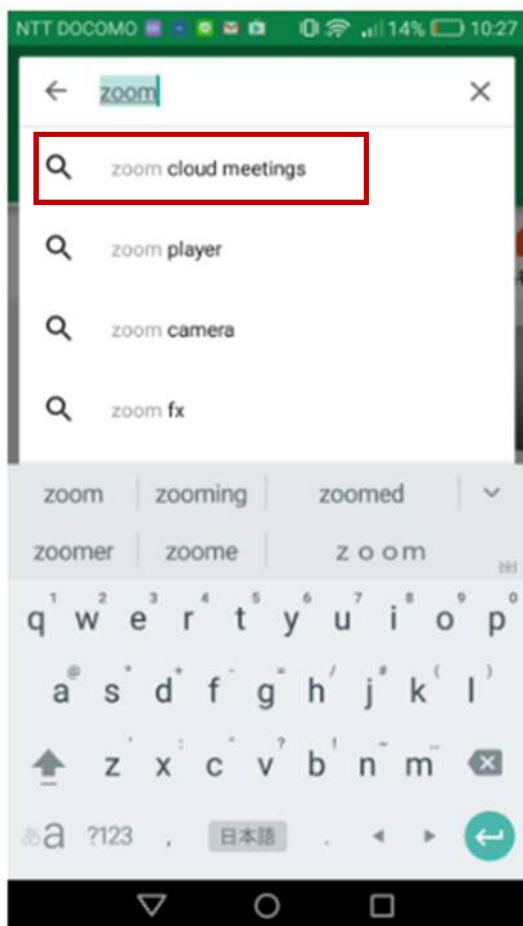 NTT DOCOMO 14% 10:27
zoom
zoom cloud meetings
zoom player
zoom camera
zoom fx
zoom zooming zoomed
zoomer zoome ｚｏｏｍ
1 2 3 4 5 6 7 8 9 0
q w e r t y u i o p
a s d f g h j k l
z x c v b n m
あa ?123 , 日本語 .